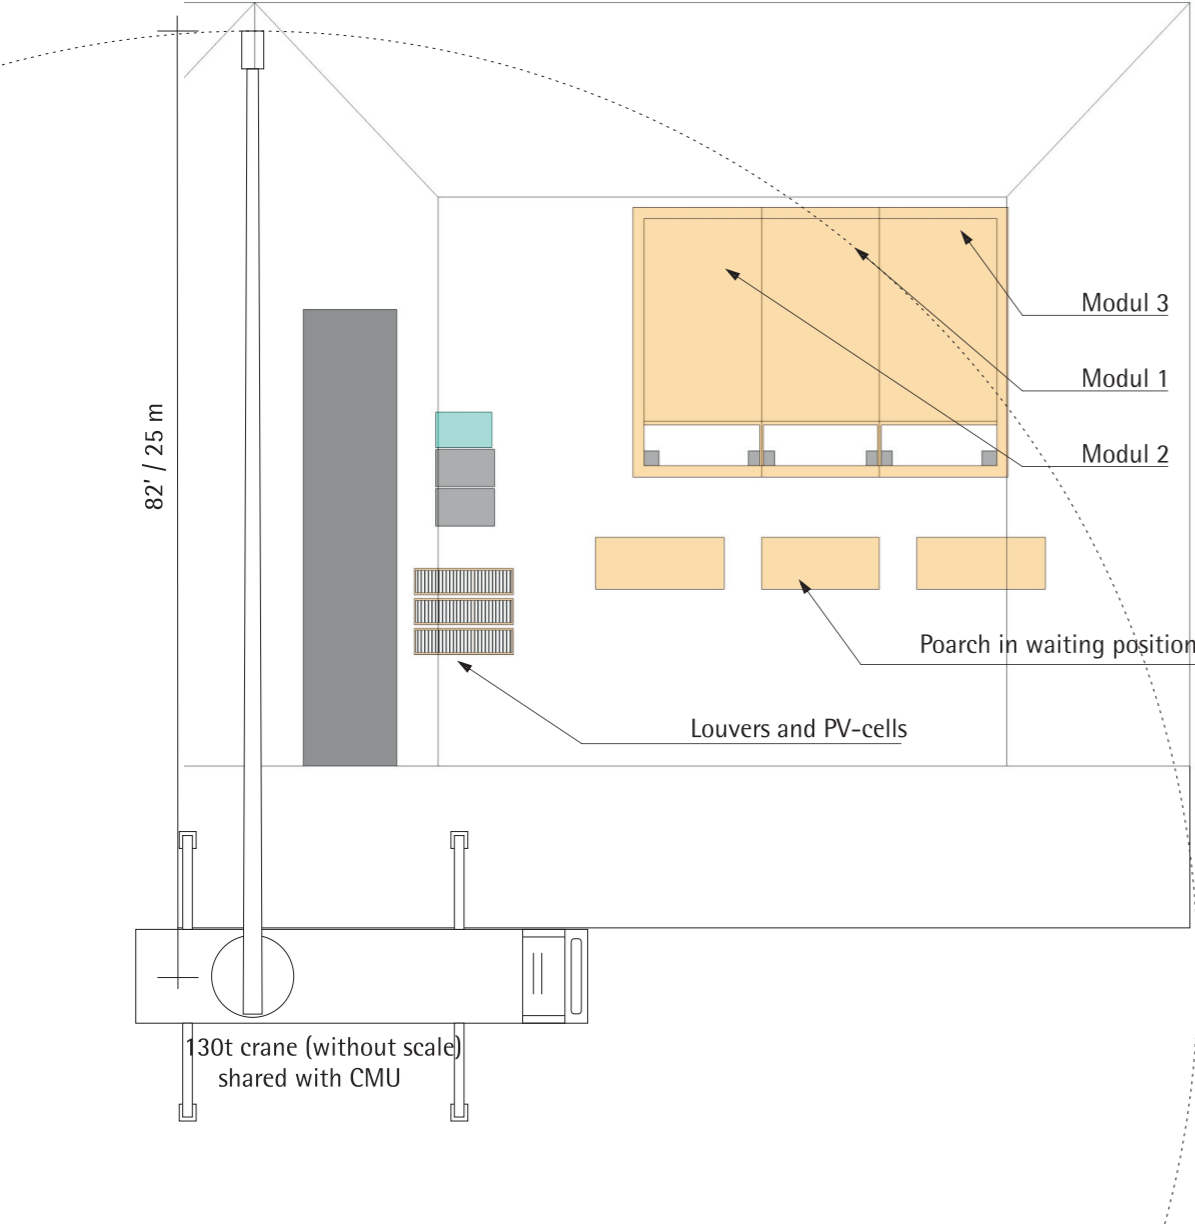 82' / 25 m
Modul 3
Modul 1
Modul 2
Poarch in waiting position
Louvers and PV-cells
130t crane (without scale)
shared with CMU